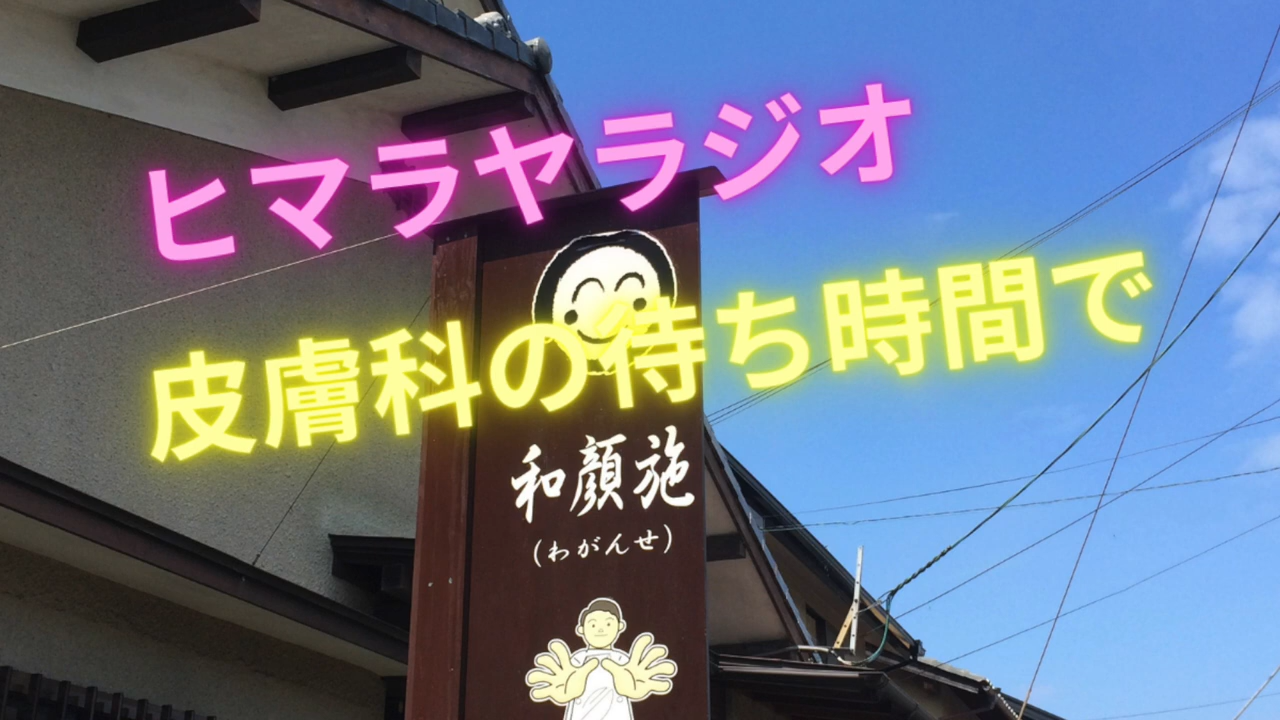 ヒマラヤラジオ
皮膚科の待ち時間で
和顔施
(わがんせ)